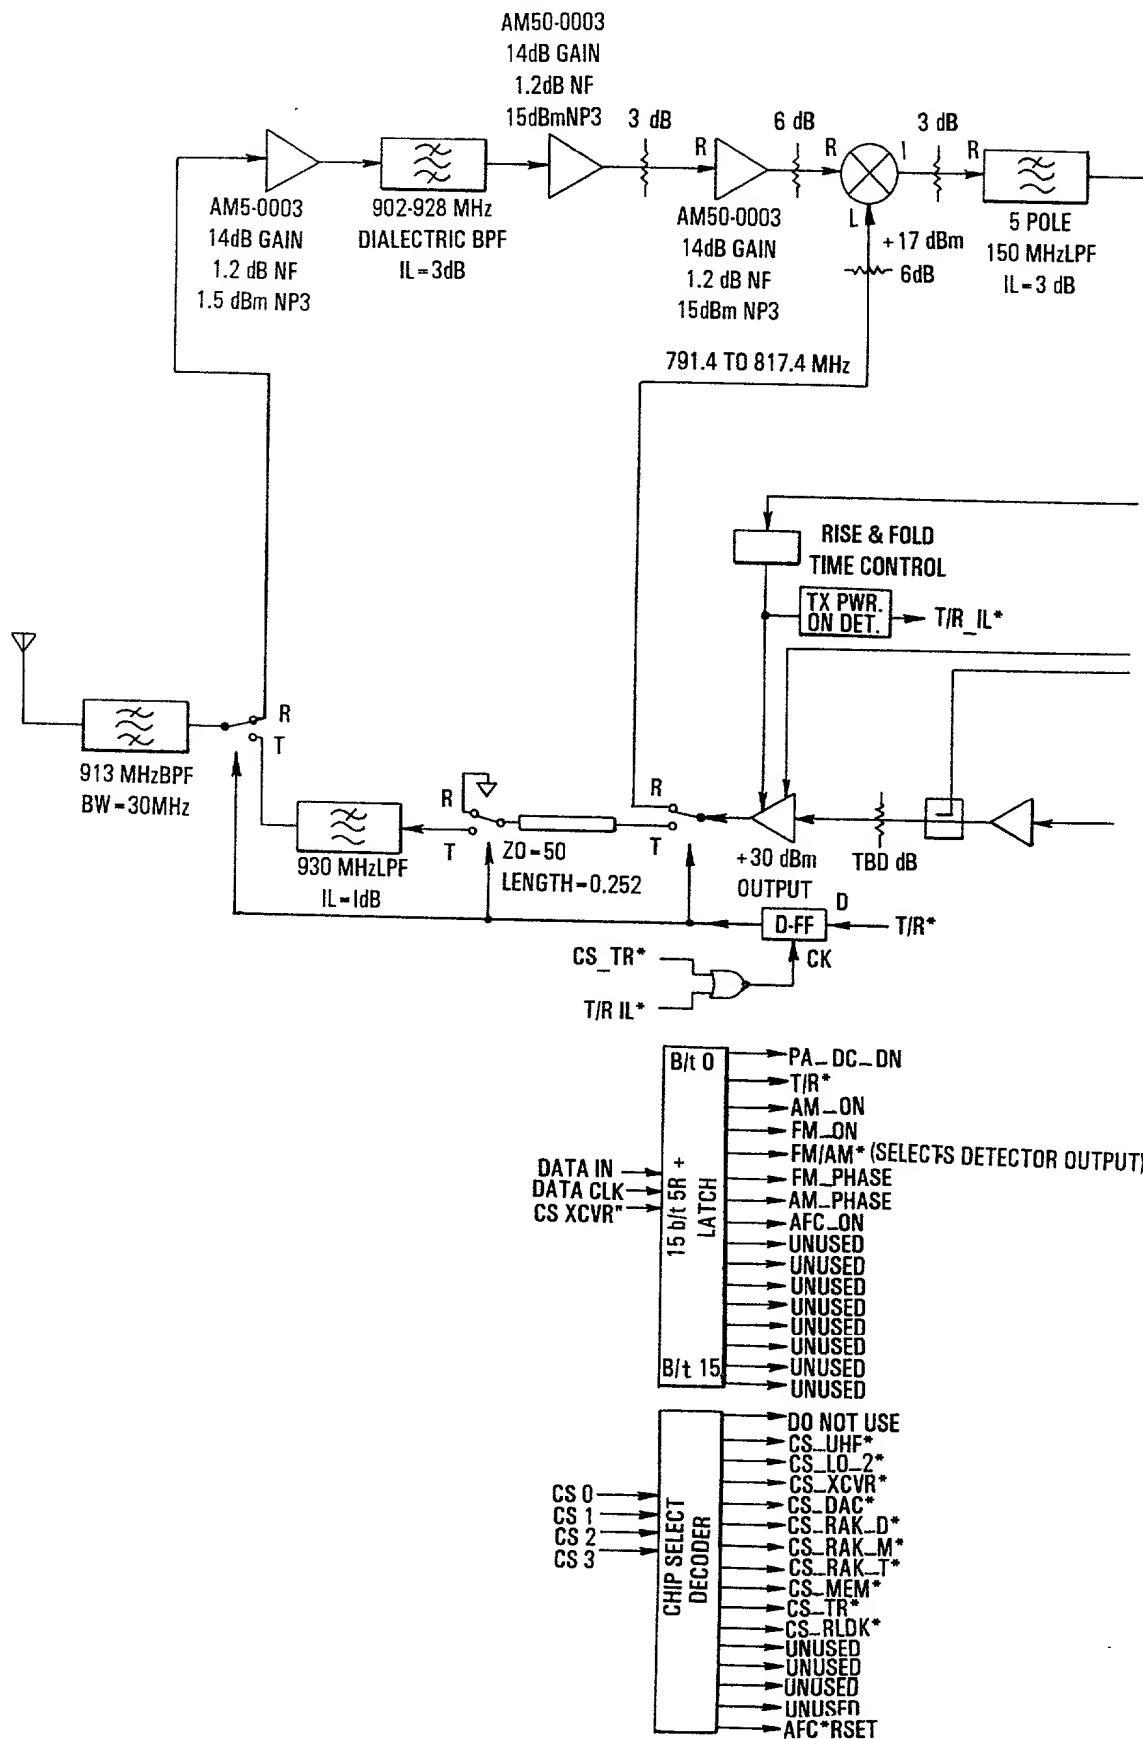 AM50-0003
14dB GAIN
1.2dB NF
15dBmNP3
3 dB
6 dB
3 dB
R
R
I
R
L
AM5-0003
14dB GAIN
1.2 dB NF
1.5 dBm NP3
902-928 MHz
DIALECTRIC BPF
IL=3dB
AM50-0003
14dB GAIN
1.2 dB NF
15dBm NP3
+17 dBm
6dB
5 POLE
150 MHzLPF
IL=3 dB
791.4 TO 817.4 MHz
RISE & FOLD
TIME CONTROL
TX PWR.
ON DET.
T/R_IL*
R
T
913 MHzBPF
BW=30MHz
R
T
R
T
930 MHzLPF
IL=1dB
ZO=50
LENGTH=0.252
+30 dBm
OUTPUT
TBD dB
D
D-FF
T/R*
CK
CS_TR*
T/R IL*
B/t 0
15 b/t 5R +
LATCH
B/t 15
DATA IN
DATA CLK
CS XCVR"
PA_DC_DN
T/R*
AM_ON
FM_ON
FM/AM* (SELECTS DETECTOR OUTPUT)
FM_PHASE
AM_PHASE
AFC_ON
UNUSED
UNUSED
UNUSED
UNUSED
UNUSED
UNUSED
UNUSED
UNUSED
CS 0
CS 1
CS 2
CS 3
CHIP SELECT
DECODER
DO NOT USE
CS_UHF*
CS_LO_2*
CS_XCVR*
CS_DAC*
CS_RAK_D*
CS_RAK_M*
CS_RAK_T*
CS_MEM*
CS_TR*
CS_RLDK*
UNUSED
UNUSED
UNUSED
UNUSED
AFC*RSET